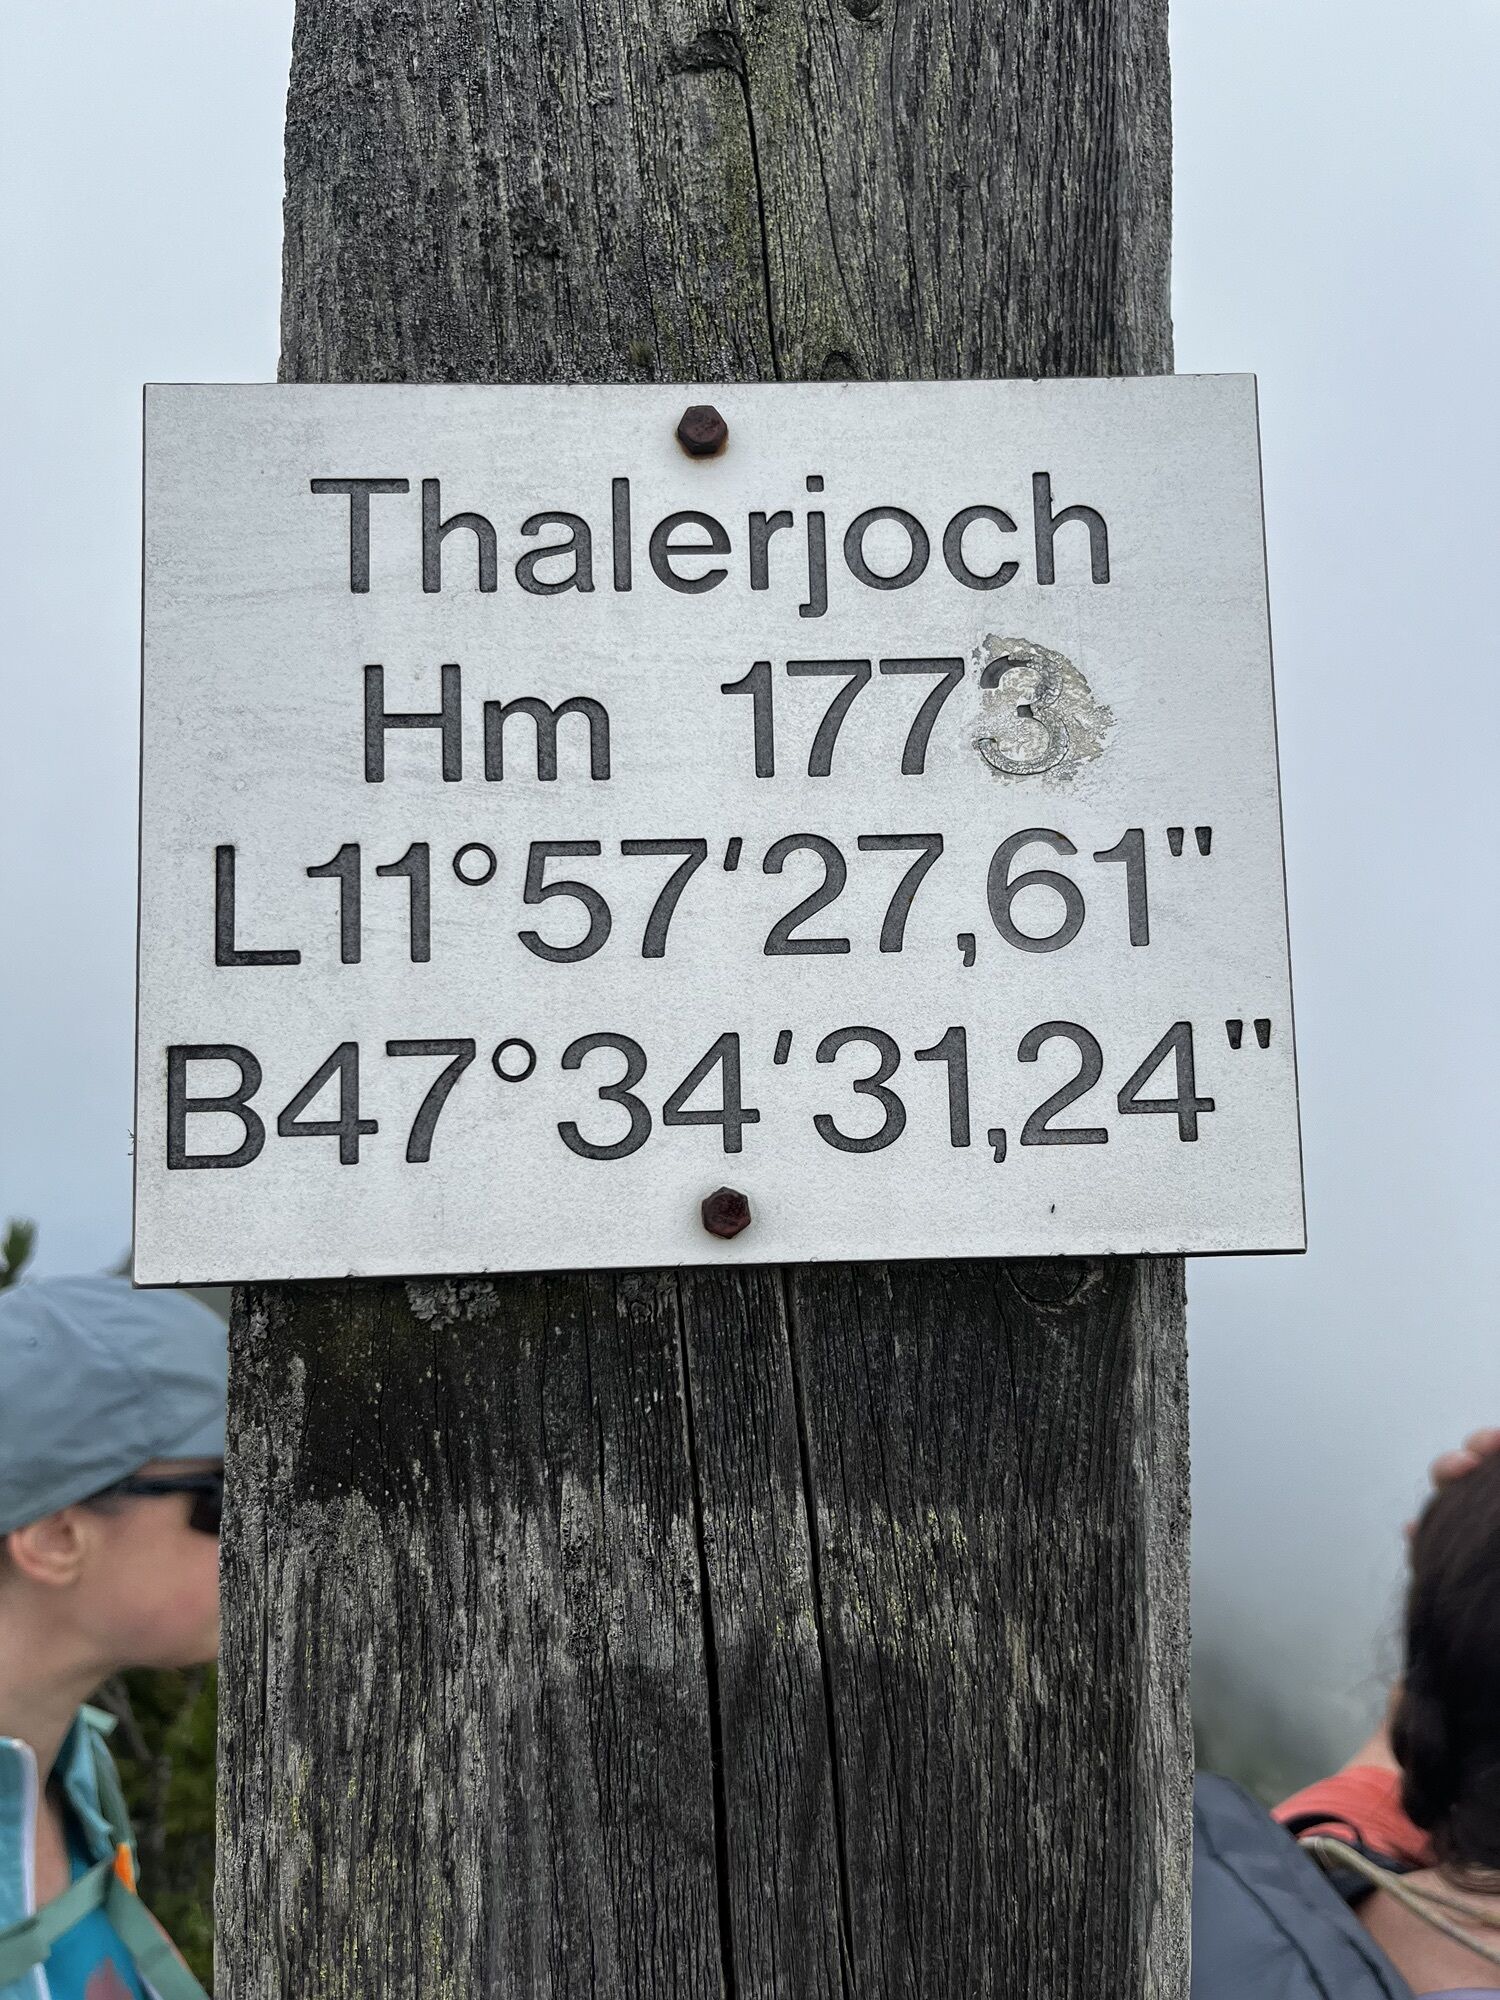 Thalerjoch
Hm 1773
L11°57'27,61"
B47°34'31,24"